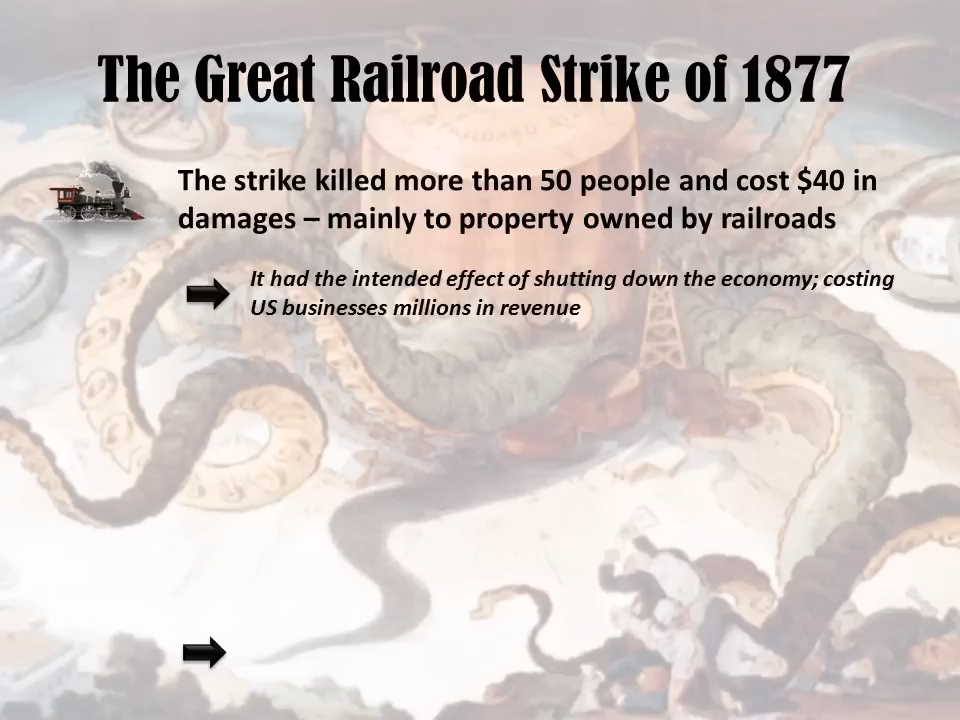 The Great Railroad Strike of 1877
The strike killed more than 50 people and cost $40 in
damages – mainly to property owned by railroads
It had the intended effect of shutting down the economy; costing
US businesses millions in revenue